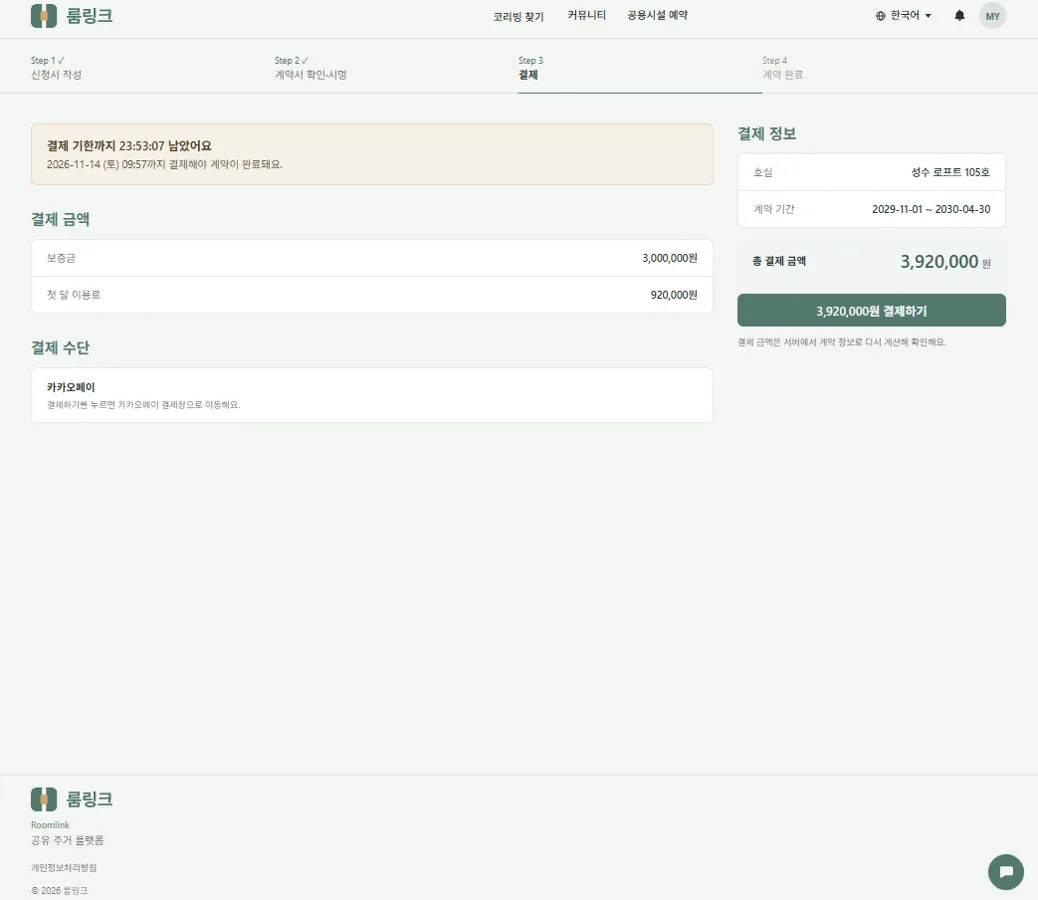 룸링크
코리빙 찾기
커뮤니티
공용시설 예약
한국어
MY
Step 1 ✓
신청서 작성
Step 2 ✓
계약서 확인·서명
Step 3
결제
Step 4
계약 완료
결제 기한까지 23:53:07 남았어요
2026-11-14 (토) 09:57까지 결제해야 계약이 완료돼요.
결제 금액
보증금 3,000,000원
첫 달 이용료 920,000원
결제 수단
카카오페이
결제하기를 누르면 카카오페이 결제창으로 이동해요.
결제 정보
호실 성수 로프트 105호
계약 기간 2029-11-01 ~ 2030-04-30
총 결제 금액 3,920,000 원
3,920,000원 결제하기
결제 금액은 서버에서 계약 정보로 다시 계산해 확인해요.
룸링크
Roomlink
공유 주거 플랫폼
개인정보처리방침
© 2026 룸링크